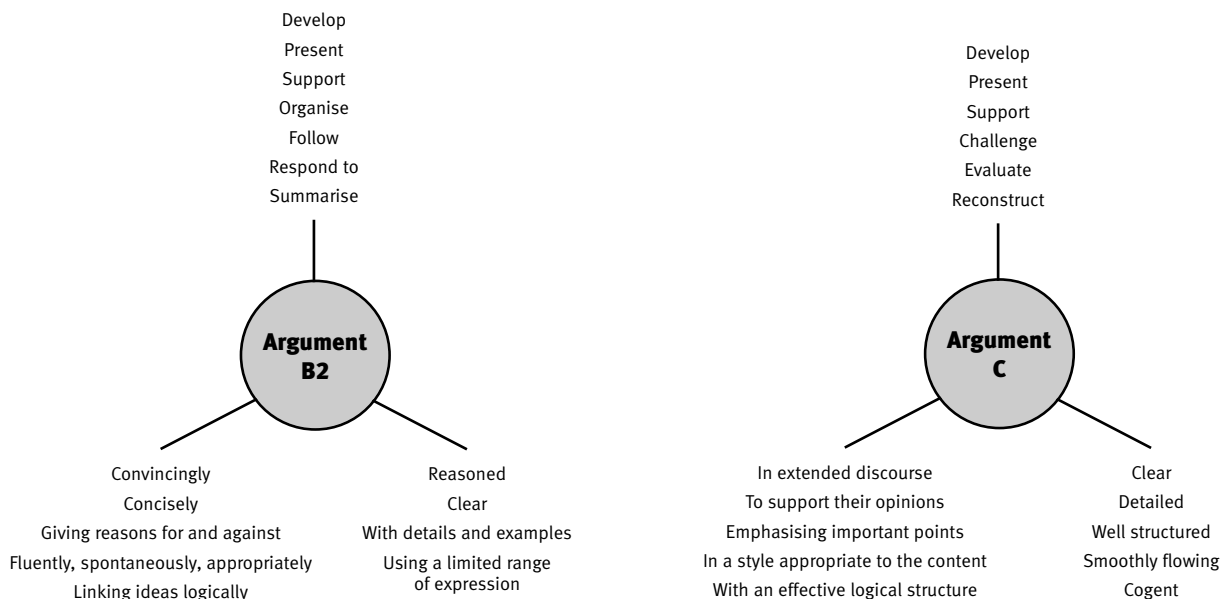 Develop
Present
Support
Organise
Follow
Respond to
Summarise
Argument
B2
Convincingly
Concisely
Giving reasons for and against
Fluently, spontaneously, appropriately
Linking ideas logically
Reasoned
Clear
With details and examples
Using a limited range
of expression
Develop
Present
Support
Challenge
Evaluate
Reconstruct
Argument
C
In extended discourse
To support their opinions
Emphasising important points
In a style appropriate to the content
With an effective logical structure
Clear
Detailed
Well structured
Smoothly flowing
Cogent